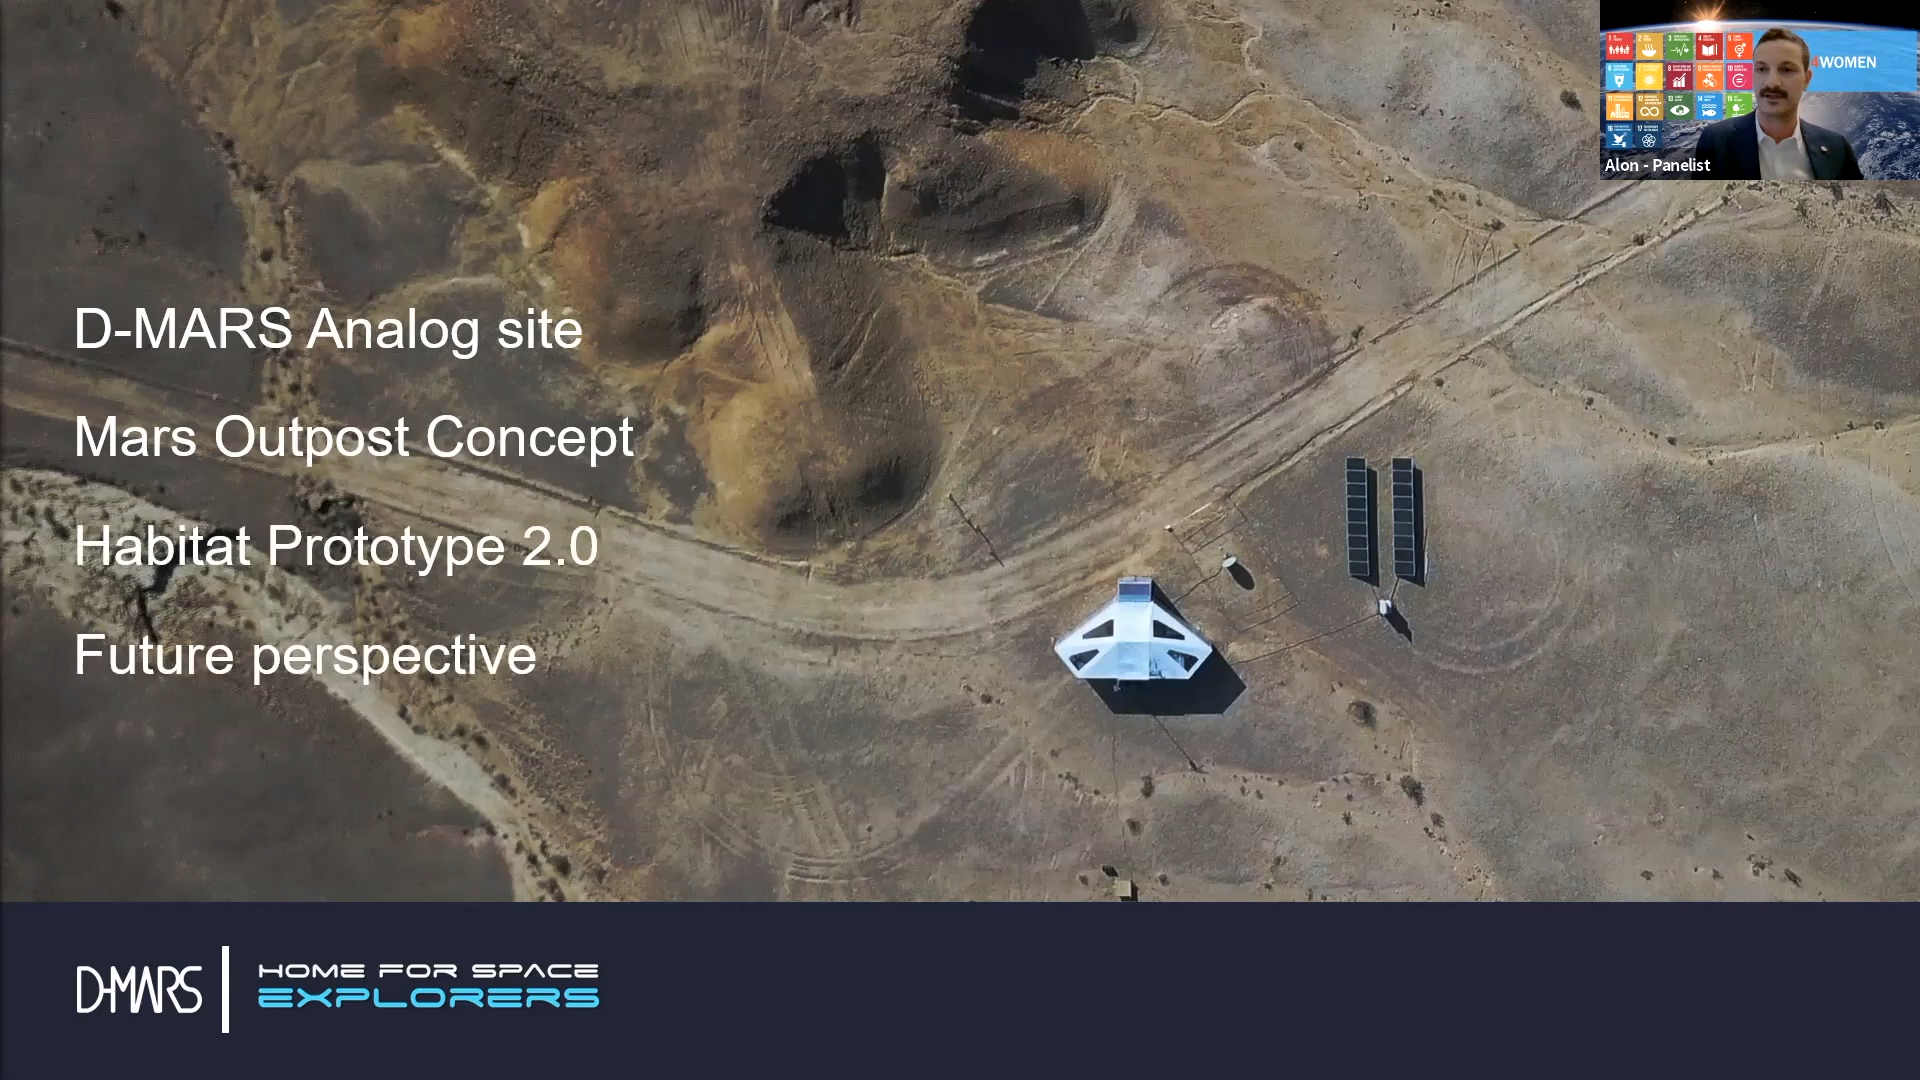 4WOMEN
Alon - Panelist
D-MARS Analog site
Mars Outpost Concept
Habitat Prototype 2.0
Future perspective
D-MARS
HOME FOR SPACE
EXPLORERS